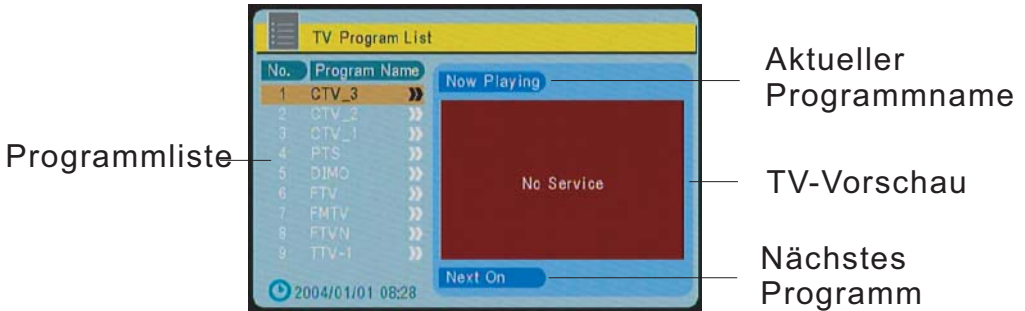 TV Program List
No. Program Name
1 CTV_3
2 CTV_2
3 CTV_1
4 PTS
5 DIMO
6 FTV
7 FMTV
8 FTVN
9 TTV-1
2004/01/01 08:28
Now Playing
No Service
Next On
Programmliste
Aktueller
Programmname
TV-Vorschau
Nächstes
Programm